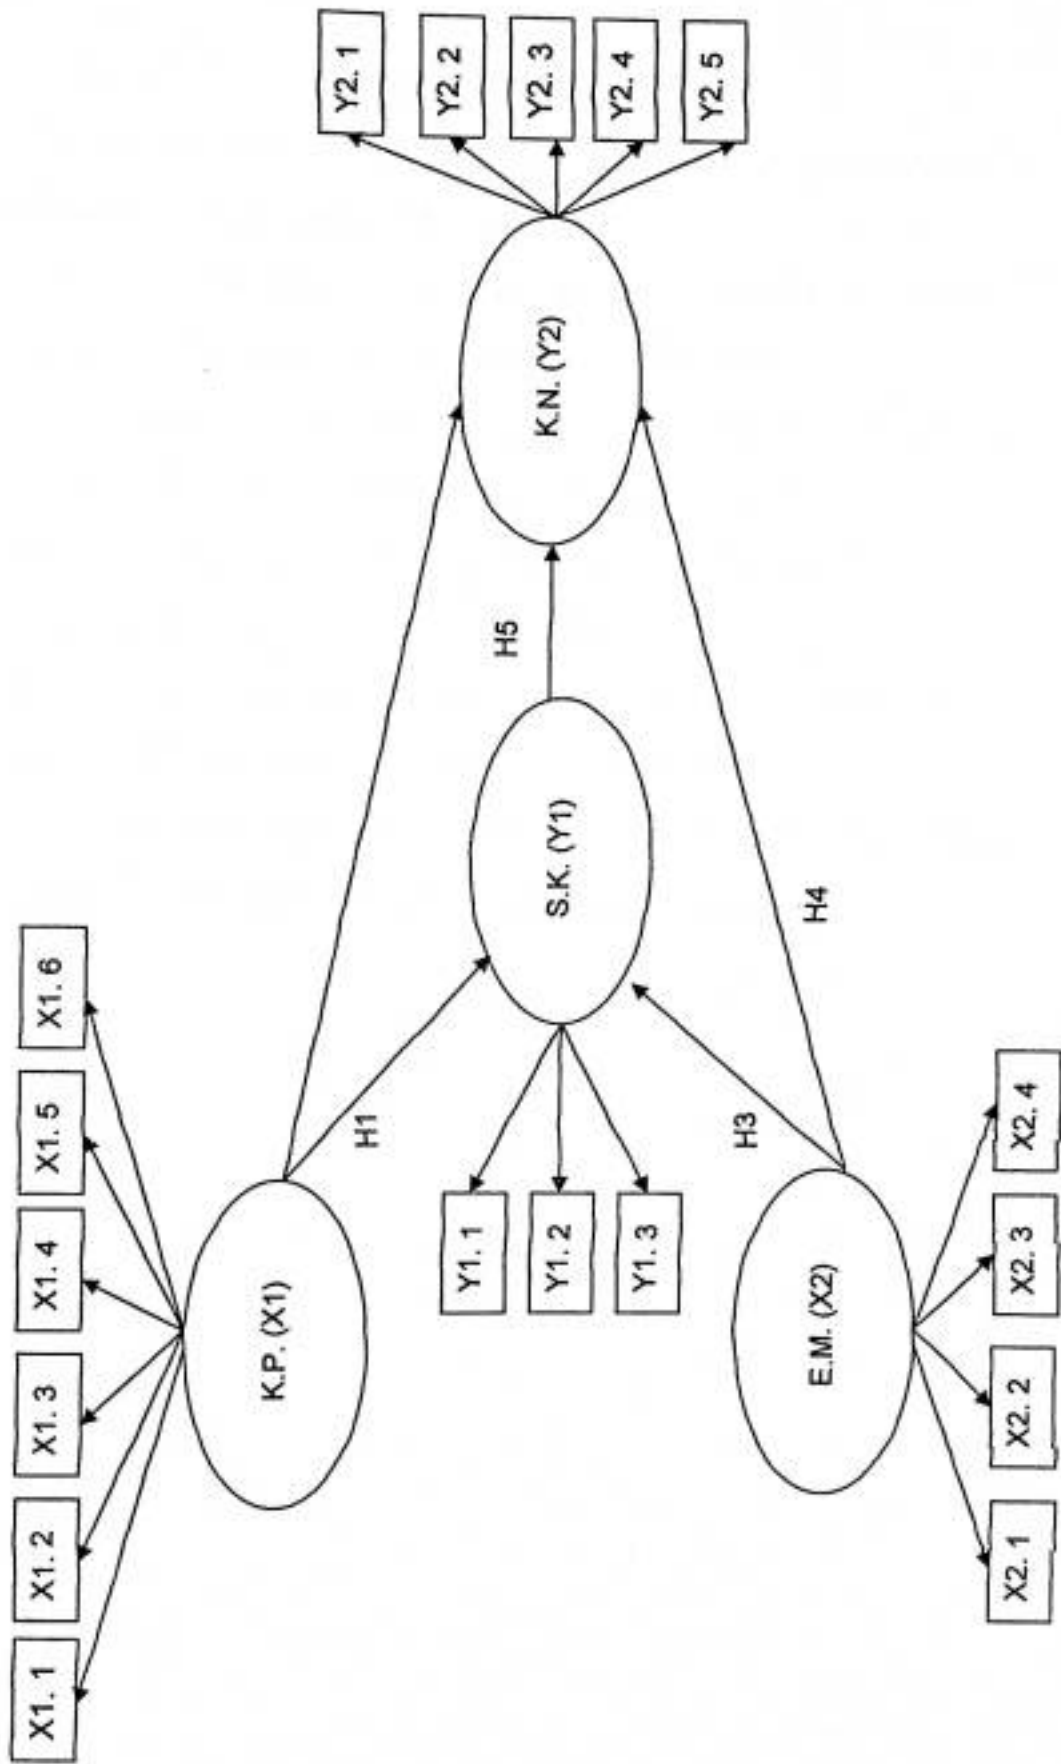 X1. 1
X1. 2
X1. 3
X1. 4
X1. 5
X1. 6
K.P. (X1)
H1
Y1. 1
Y1. 2
Y1. 3
S.K. (Y1)
H5
K.N. (Y2)
Y2. 1
Y2. 2
Y2. 3
Y2. 4
Y2. 5
H3
H4
E.M. (X2)
X2. 1
X2. 2
X2. 3
X2. 4